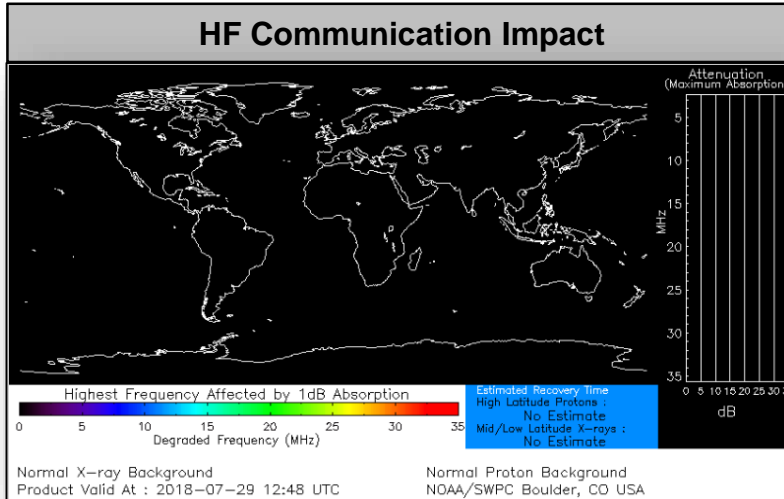 HF Communication Impact
Attenuation
(Maximum Absorption)
5
10
15
20
25
30
35
MHz
0 5 10 15 20 25 30
dB
Highest Frequency Affected by 1dB Absorption
0 5 10 15 20 25 30 35
Degraded Frequency (MHz)
Estimated Recovery Time
High Latitude Protons :
No Estimate
Mid/Low Latitude X-rays :
No Estimate
Normal X-ray Background
Product Valid At : 2018-07-29 12:48 UTC
Normal Proton Background
NOAA/SWPC Boulder, CO USA